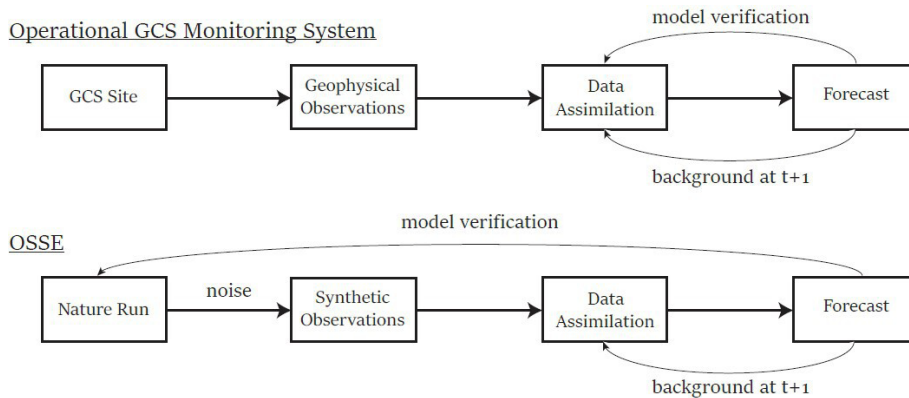 model verification
Operational GCS Monitoring System
GCS Site
Geophysical
Observations
Data
Assimilation
Forecast
background at t+1
model verification
OSSE
Nature Run
noise
Synthetic
Observations
Data
Assimilation
Forecast
background at t+1